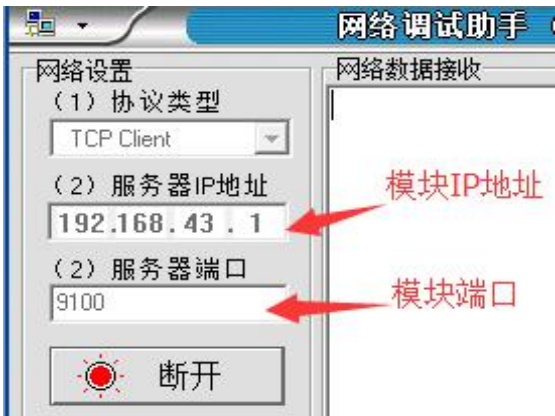 网络调试助手
网络设置
网络数据接收
（1）协议类型
TCP Client
（2）服务器IP地址
192.168.43.1
模块IP地址
（2）服务器端口
9100
模块端口
断开